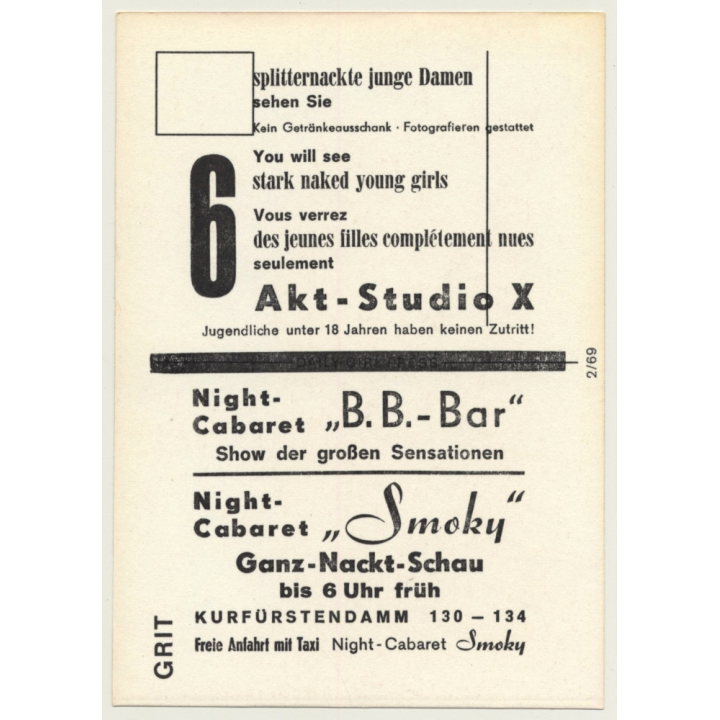 splitternackte junge Damen
sehen Sie
Kein Getränkeausschank · Fotografieren gestattet
6
You will see
stark naked young girls
Vous verrez
des jeunes filles complétement nues
seulement
Akt-Studio X
Jugendliche unter 18 Jahren haben keinen Zutritt!
2/69
Night-
Cabaret „B.B.-Bar“
Show der großen Sensationen
Night-
Cabaret „Smoky“
Ganz-Nackt-Schau
bis 6 Uhr früh
KURFÜRSTENDAMM 130 – 134
Freie Anfahrt mit Taxi Night-Cabaret Smoky
GRIT